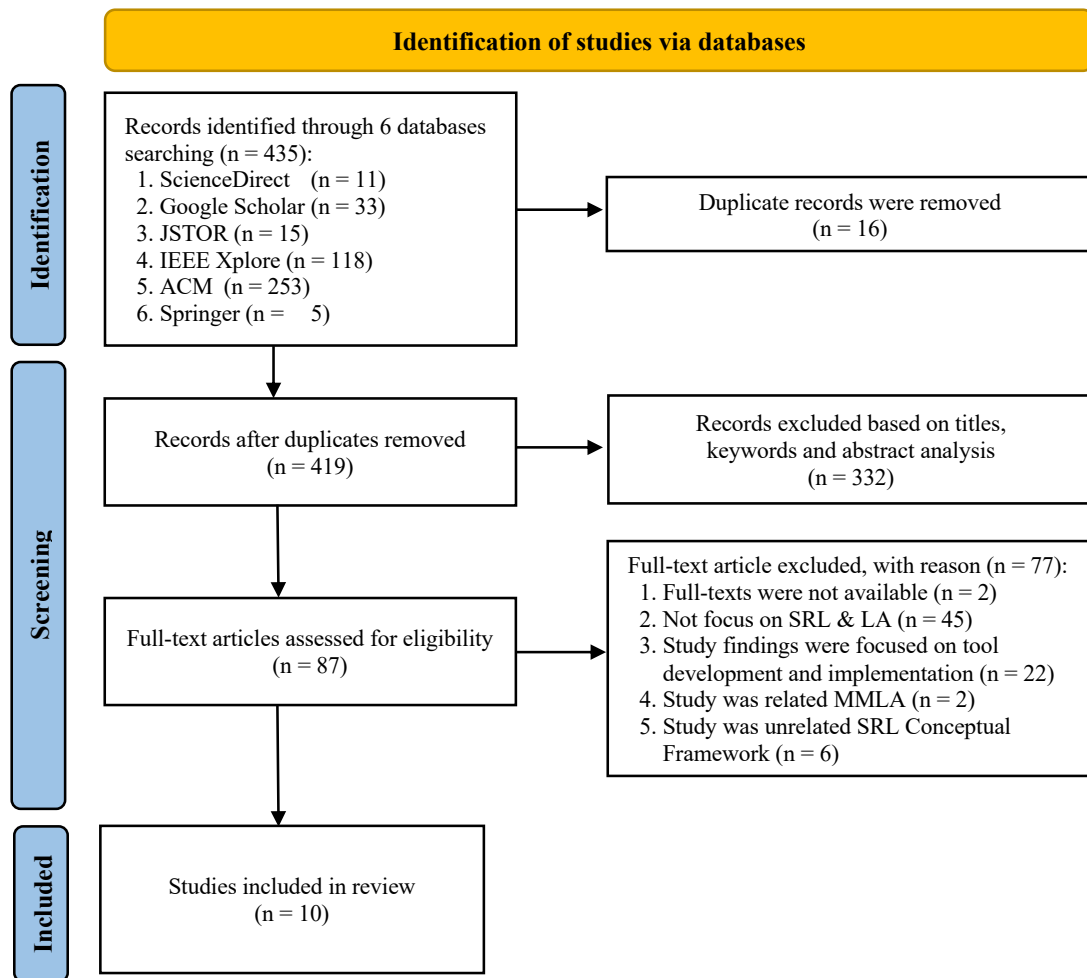 Identification of studies via databases
Identification
Records identified through 6 databases
searching (n = 435):
1. ScienceDirect (n = 11)
2. Google Scholar (n = 33)
3. JSTOR (n = 15)
4. IEEE Xplore (n = 118)
5. ACM (n = 253)
6. Springer (n = 5)
Duplicate records were removed
(n = 16)
Screening
Records after duplicates removed
(n = 419)
Records excluded based on titles,
keywords and abstract analysis
(n = 332)
Full-text articles assessed for eligibility
(n = 87)
Full-text article excluded, with reason (n = 77):
1. Full-texts were not available (n = 2)
2. Not focus on SRL & LA (n = 45)
3. Study findings were focused on tool
development and implementation (n = 22)
4. Study was related MMLA (n = 2)
5. Study was unrelated SRL Conceptual
Framework (n = 6)
Included
Studies included in review
(n = 10)